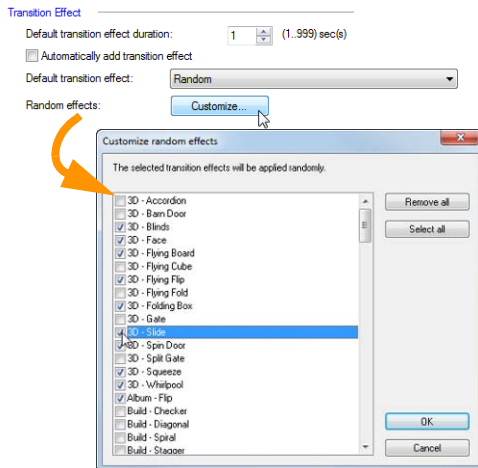 Transition Effect
Default transition effect duration: 1 (1..999) sec(s)
Automatically add transition effect
Default transition effect: Random
Random effects: Customize...
Customize random effects
The selected transition effects will be applied randomly.
3D - Accordion
Remove all
3D - Barn Door
3D - Blinds
Select all
3D - Face
3D - Flying Board
3D - Flying Cube
3D - Flying Flip
3D - Flying Fold
3D - Folding Box
3D - Gate
3D - Slide
3D - Spin Door
3D - Split Gate
3D - Squeeze
3D - Whirlpool
Album - Flip
Build - Checker
Build - Diagonal
OK
Build - Spiral
Build - Stagger
Cancel